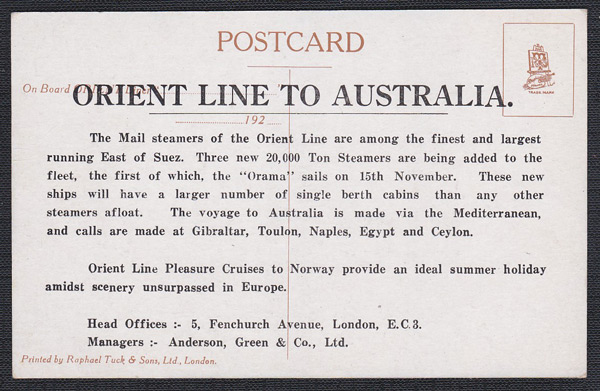 POSTCARD
On Board
ORIENT LINE TO AUSTRALIA.
192
TRADE-MARK
The Mail steamers of the Orient Line are among the finest and largest
running East of Suez. Three new 20,000 Ton Steamers are being added to the
fleet, the first of which, the "Orama" sails on 15th November. These new
ships will have a larger number of single berth cabins than any other
steamers afloat. The voyage to Australia is made via the Mediterranean,
and calls are made at Gibraltar, Toulon, Naples, Egypt and Ceylon.
Orient Line Pleasure Cruises to Norway provide an ideal summer holiday
amidst scenery unsurpassed in Europe.
Head Offices :- 5, Fenchurch Avenue, London, E.C.3.
Managers :- Anderson, Green & Co., Ltd.
Printed by Raphael Tuck & Sons, Ltd., London.